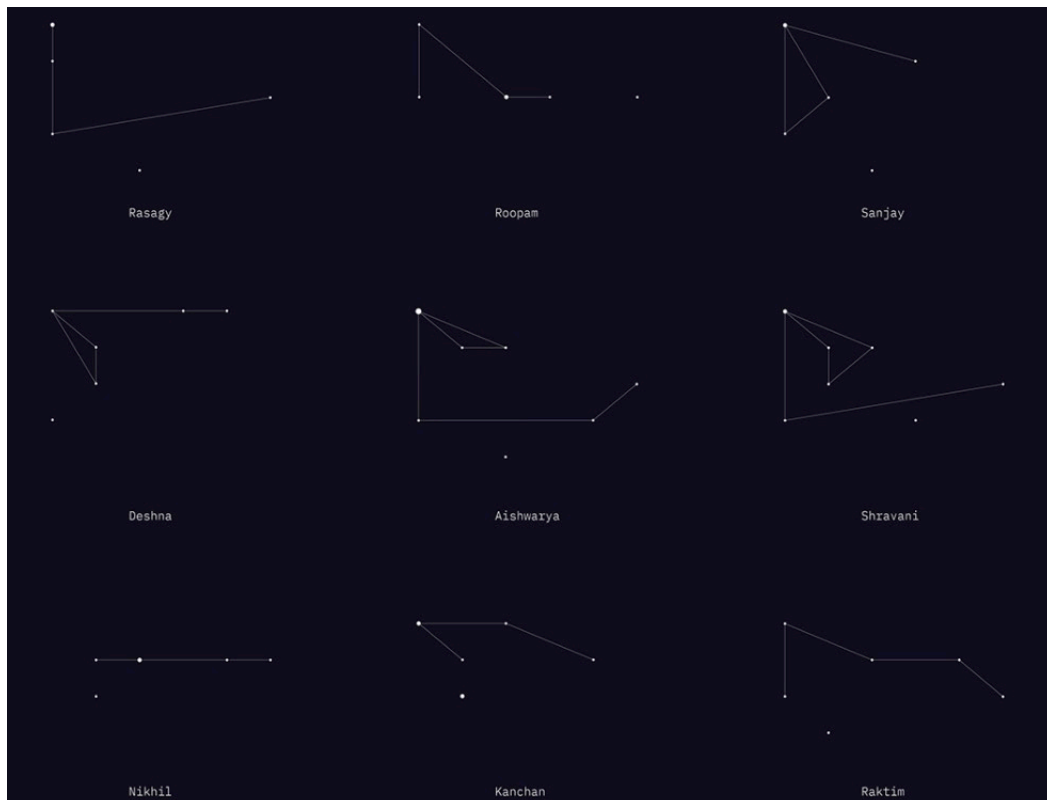 Rasagy
Roopam
Sanjay
Deshna
Aishwarya
Shravani
Nikhil
Kanchan
Raktim